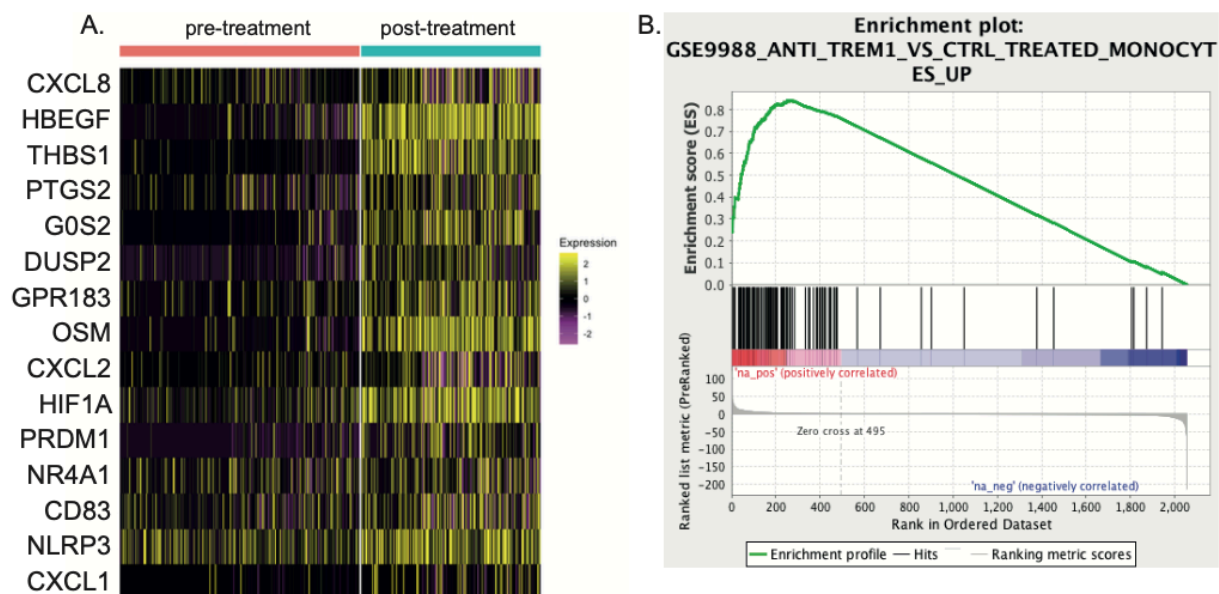 A.
pre-treatment
post-treatment
CXCL8
HBEGF
THBS1
PTGS2
G0S2
DUSP2
GPR183
OSM
CXCL2
HIF1A
PRDM1
NR4A1
CD83
NLRP3
CXCL1
Expression
2
1
0
-1
-2
B.
Enrichment plot:
GSE9988_ANTI_TREM1_VS_CTRL_TREATED_MONOCYT
ES_UP
Enrichment score (ES)
0.8
0.7
0.6
0.5
0.4
0.3
0.2
0.1
0.0
'na_pos' (positively correlated)
Ranked list metric (PreRanked)
100
50
0
-50
-100
-150
-200
Zero cross at 495
'na_neg' (negatively correlated)
0 200 400 600 800 1,000 1,200 1,400 1,600 1,800 2,000
Rank in Ordered Dataset
Enrichment profile Hits Ranking metric scores